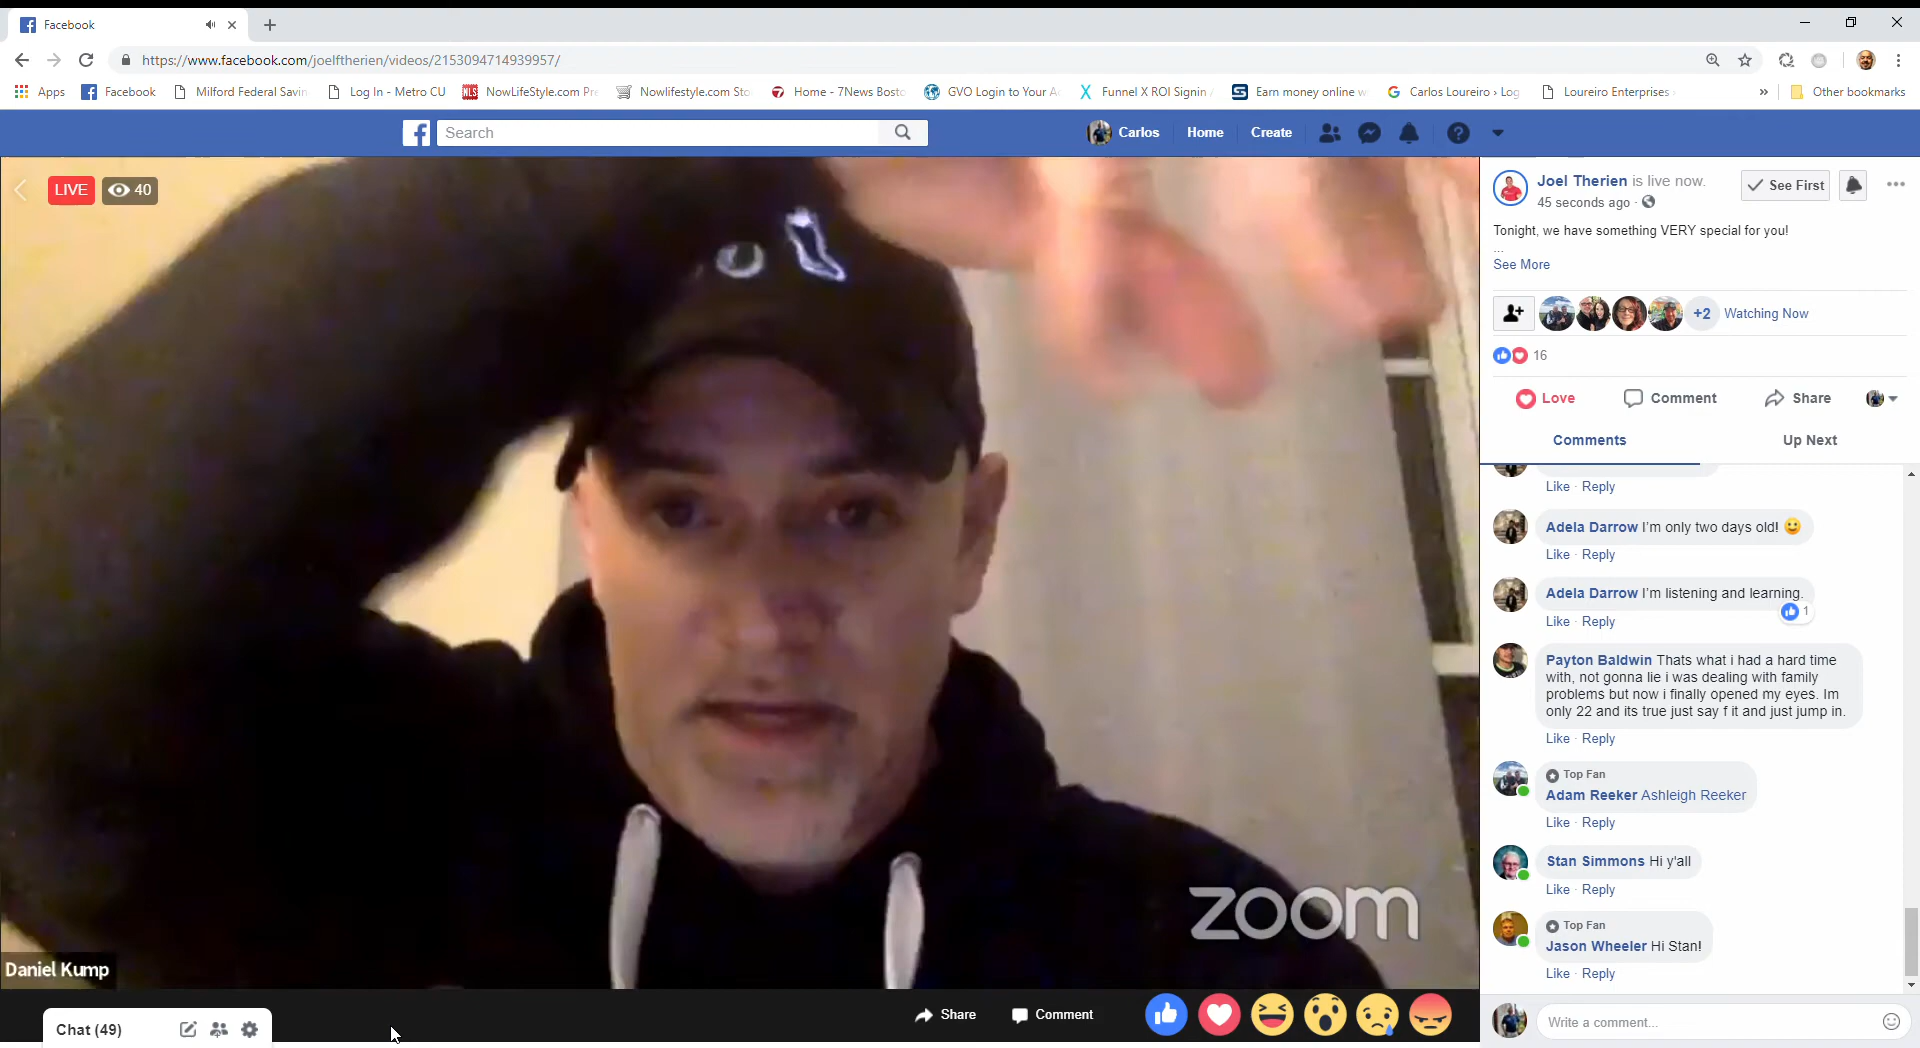 Facebook
https://www.facebook.com/joelftherien/videos/2153094714939957/
Apps
Facebook
Milford Federal Savin
Log In - Metro CU
NLS
NowLifeStyle.com Pre
Nowlifestyle.com Sto
Home - 7News Bosto
GVO Login to Your A
Funnel X ROI Signin
Earn money online w
Carlos Loureiro › Log
Loureiro Enterprises
»
Other bookmarks
Search
Carlos
Home
Create
LIVE
40
Joel Therien is live now.
45 seconds ago ·
See First
Tonight, we have something VERY special for you!
...
See More
+2
Watching Now
16
Love
Comment
Share
Comments
Up Next
Like · Reply
Adela Darrow I'm only two days old!
Like · Reply
Adela Darrow I'm listening and learning.
1
Like · Reply
Payton Baldwin Thats what i had a hard time
with, not gonna lie i was dealing with family
problems but now i finally opened my eyes. Im
only 22 and its true just say f it and just jump in.
Like · Reply
Top Fan
Adam Reeker Ashleigh Reeker
Like · Reply
Stan Simmons Hi y'all
Like · Reply
Top Fan
Jason Wheeler Hi Stan!
Like · Reply
Write a comment...
zoom
Daniel Kump
Share
Comment
Chat (49)